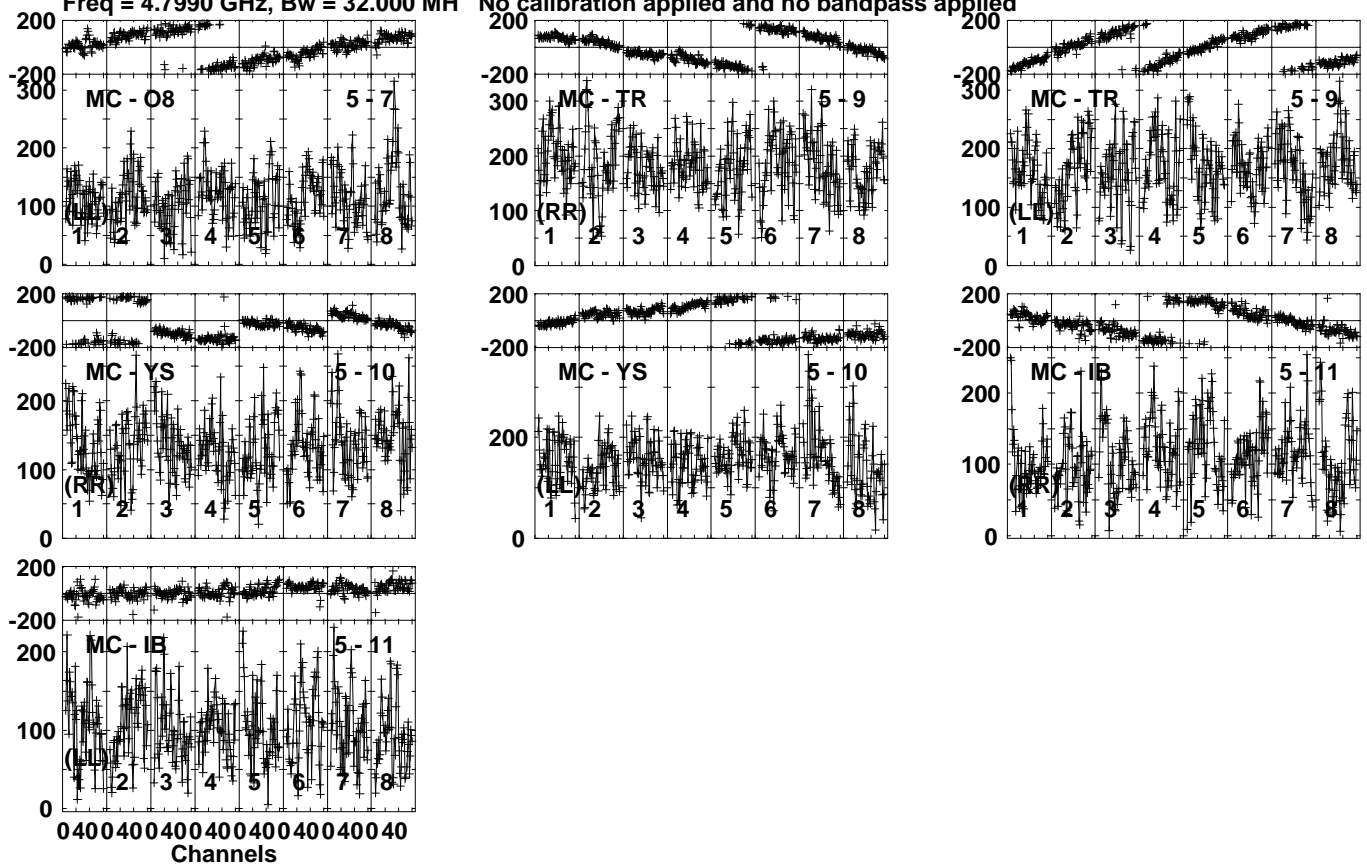 Freq = 4.7990 GHz, Bw = 32.000 MH No calibration applied and no bandpass applied
200
-200
300
200
100
0
MC - O8 5 - 7
(LL)
1 2 3 4 5 6 7 8
200
-200
300
200
100
0
MC - TR 5 - 9
(RR)
1 2 3 4 5 6 7 8
200
-200
300
200
100
0
MC - TR 5 - 9
(LL)
1 2 3 4 5 6 7 8
200
-200
200
100
0
MC - YS 5 - 10
(RR)
1 2 3 4 5 6 7 8
200
-200
200
0
MC - YS 5 - 10
(LL)
1 2 3 4 5 6 7 8
200
-200
200
100
0
MC - IB 5 - 11
(RR)
1 2 3 4 5 6 7 8
200
-200
200
100
0
MC - IB 5 - 11
(LL)
1 2 3 4 5 6 7 8
0 40 0 40 0 40 0 40 0 40 0 40 0 40 0 40
Channels